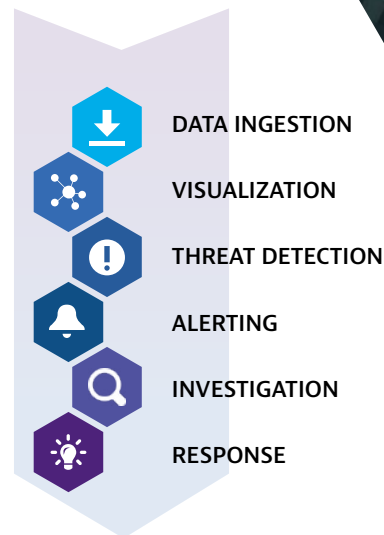 DATA INGESTION
VISUALIZATION
THREAT DETECTION
ALERTING
INVESTIGATION
RESPONSE